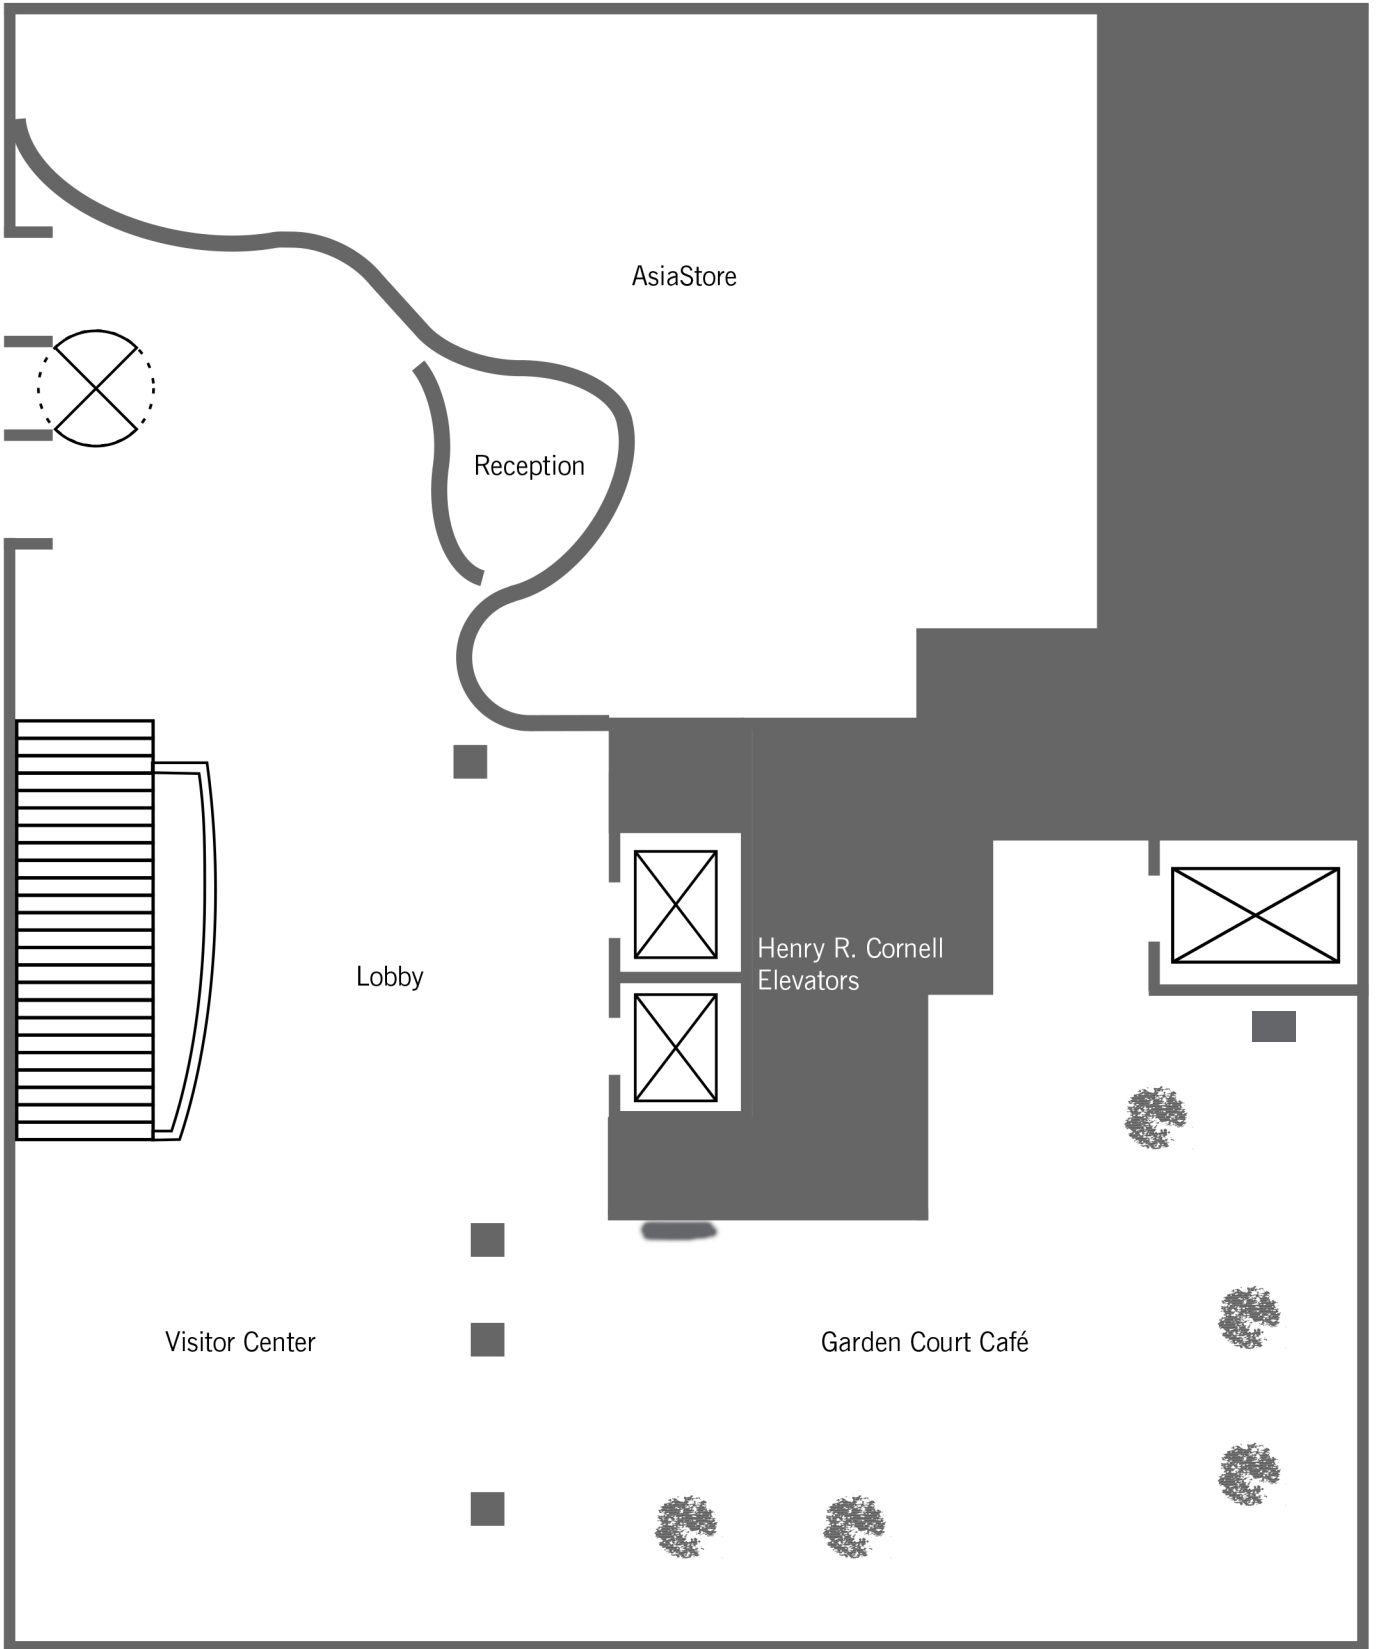 AsiaStore
Reception
Henry R. Cornell
Elevators
Lobby
Visitor Center
Garden Court Café